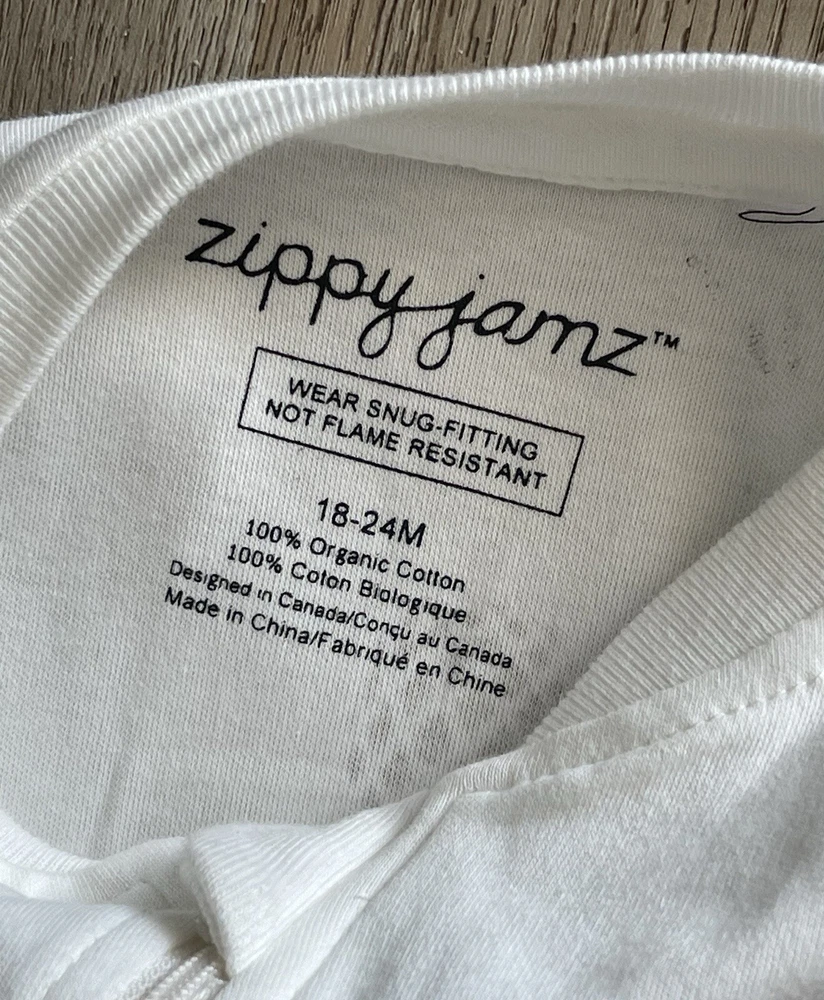 zippyjamz™
WEAR SNUG-FITTING
NOT FLAME RESISTANT
18-24M
100% Organic Cotton
100% Coton Biologique
Designed in Canada/Conçu au Canada
Made in China/Fabriqué en Chine